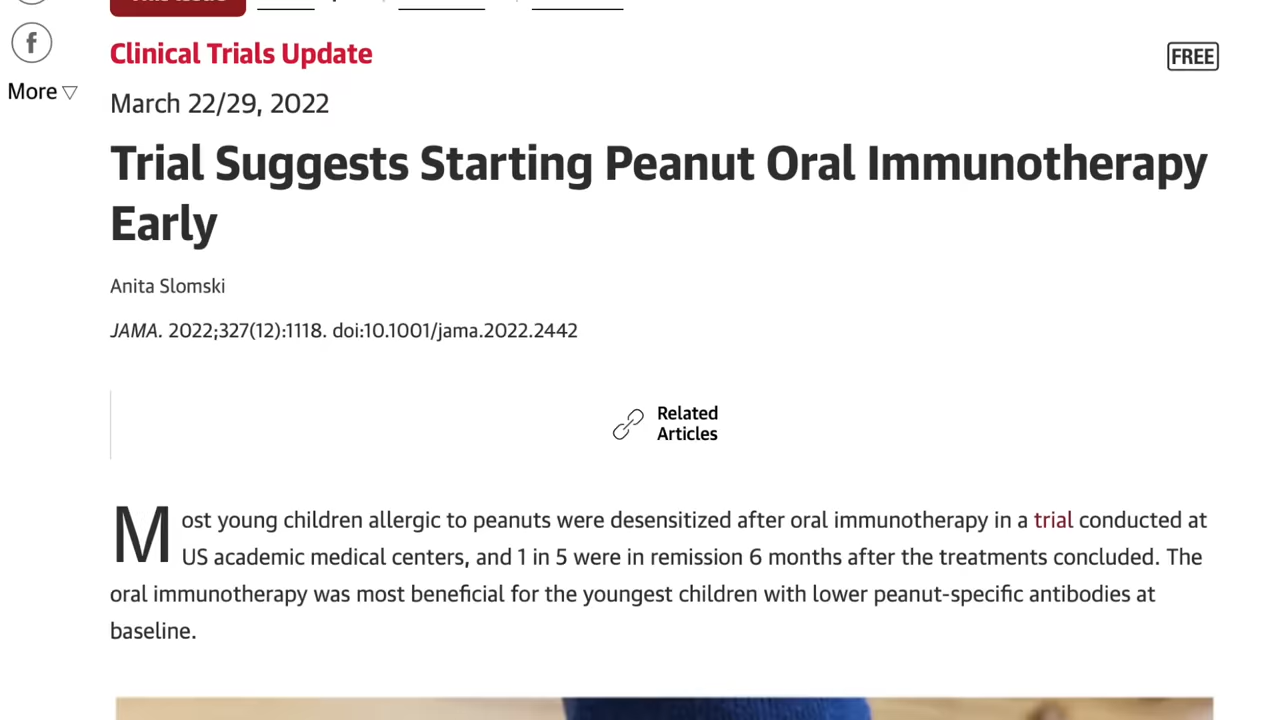 Clinical Trials Update
FREE
More
March 22/29, 2022
Trial Suggests Starting Peanut Oral Immunotherapy
Early
Anita Slomski
JAMA. 2022;327(12):1118. doi:10.1001/jama.2022.2442
Related
Articles
Most young children allergic to peanuts were desensitized after oral immunotherapy in a trial conducted at
US academic medical centers, and 1 in 5 were in remission 6 months after the treatments concluded. The
oral immunotherapy was most beneficial for the youngest children with lower peanut-specific antibodies at
baseline.